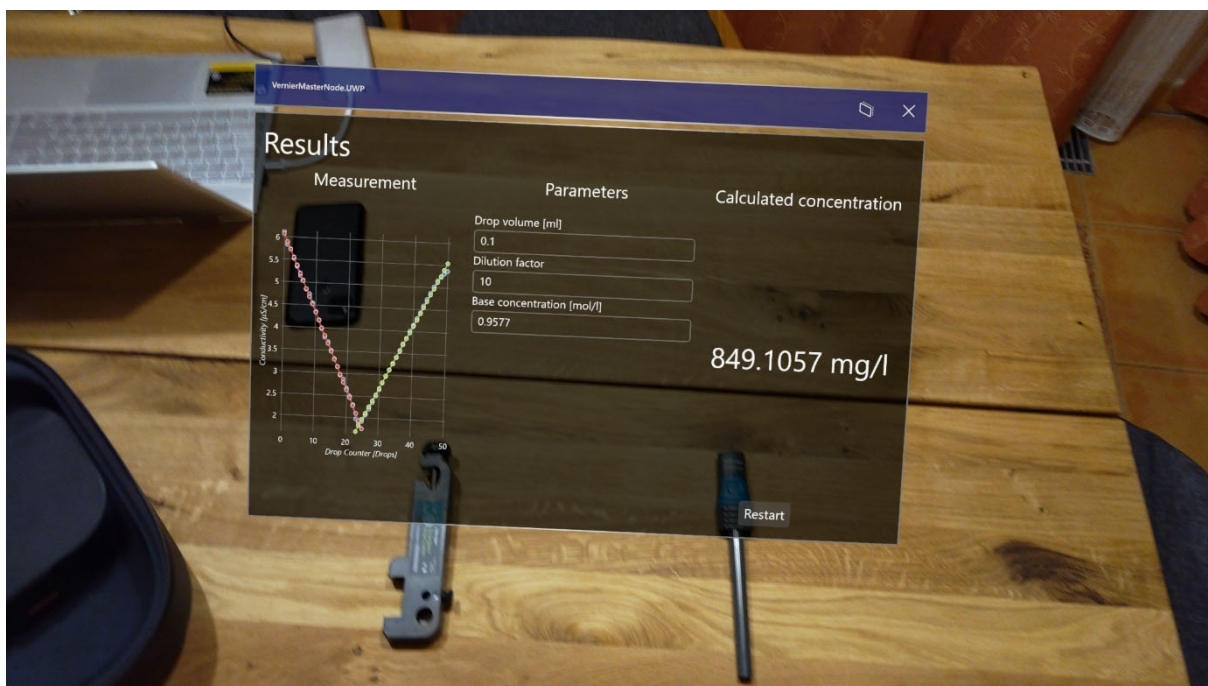 VernierMasterNode.UWP
Results
Measurement
Parameters
Calculated concentration
Drop volume [ml]
0.1
Dilution factor
10
Base concentration [mol/l]
0.9577
849.1057 mg/l
6
5.5
5
4.5
4
3.5
3
2.5
2
Conductivity [µS/cm]
0 10 20 30 40 50
Drop Counter [Drops]
Restart